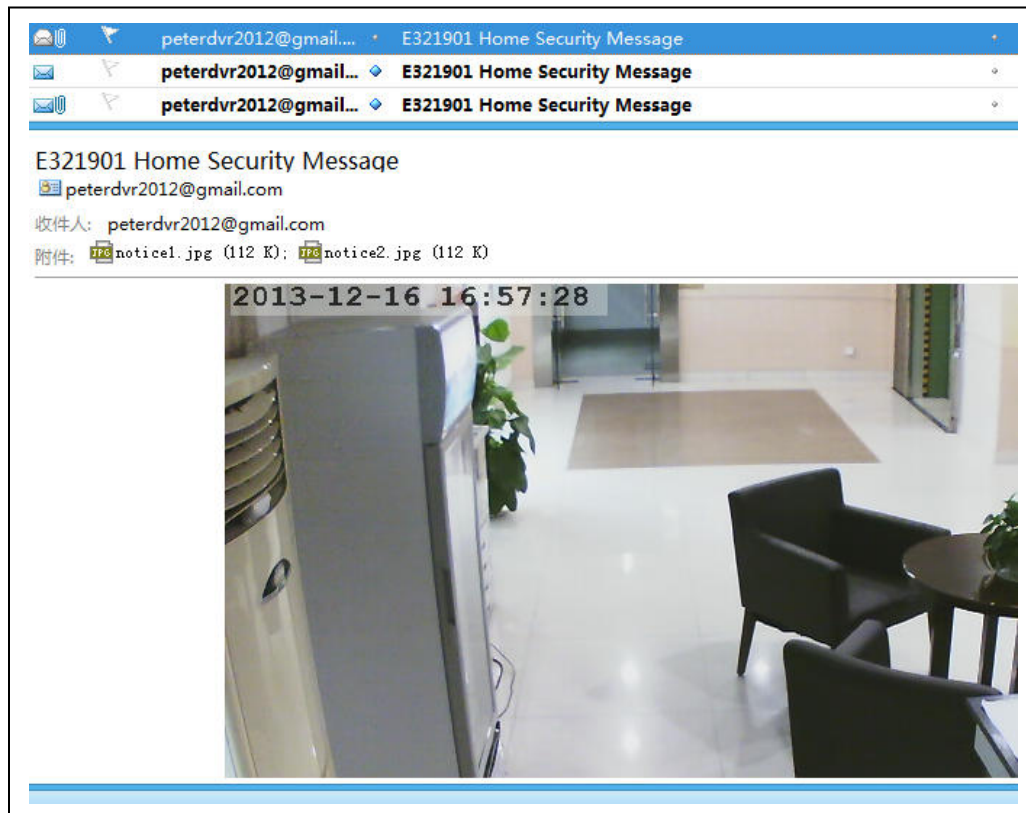 peterdvr2012@gmail.... E321901 Home Security Message
peterdvr2012@gmail... E321901 Home Security Message
peterdvr2012@gmail... E321901 Home Security Message
E321901 Home Security Message
peterdvr2012@gmail.com
收件人: peterdvr2012@gmail.com
附件: JPG notice1.jpg (112 K); JPG notice2.jpg (112 K)
2013-12-16 16:57:28